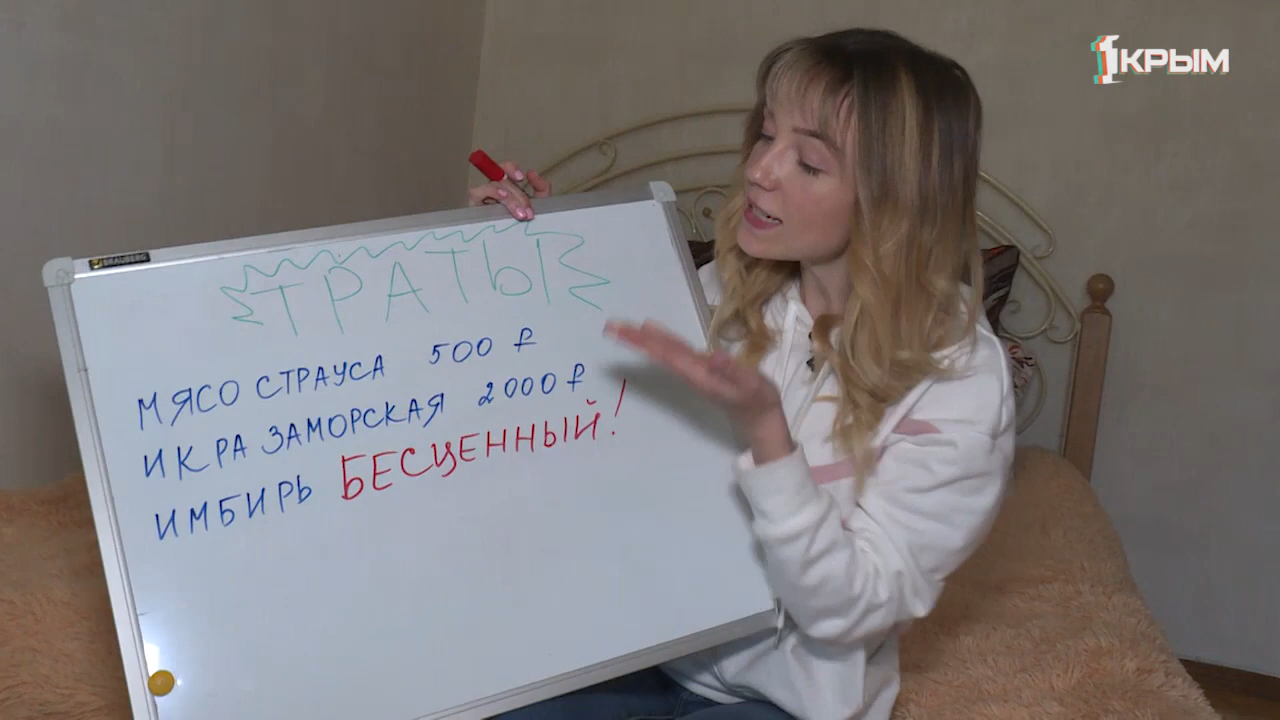 1КРЫМ
BRAUBERG
ТРАТЫ
МЯСО СТРАУСА 500 ₽
ИКРА ЗАМОРСКАЯ 2000 ₽
ИМБИРЬ БЕСЦЕННЫЙ!